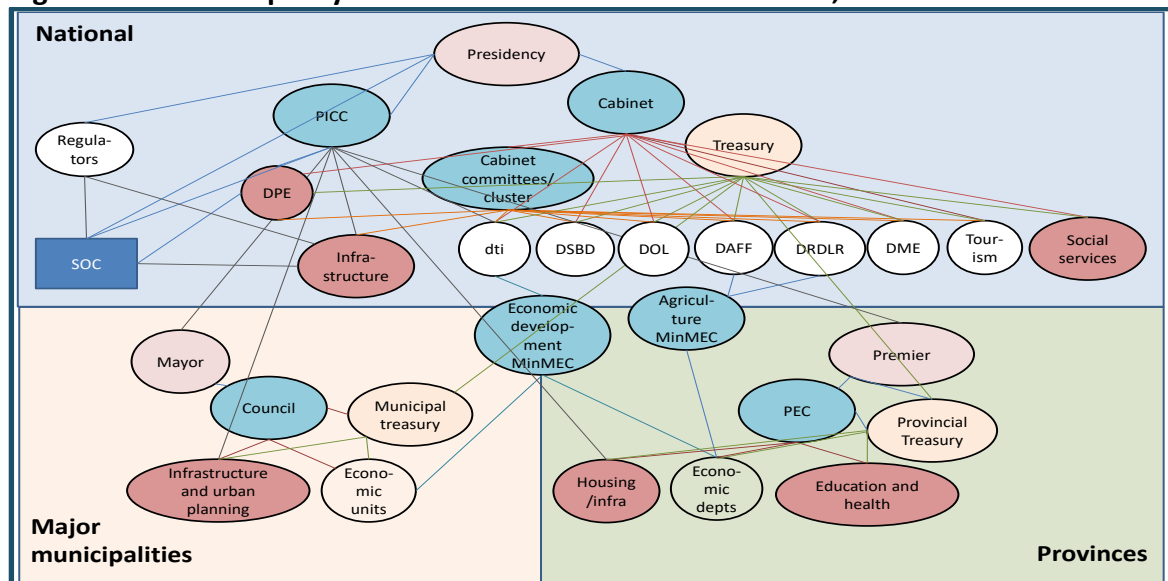 National
Presidency
Cabinet
PICC
Regula-
tors
Treasury
Cabinet
committees/
cluster
DPE
SOC
Infra-
structure
dti
DSBD
DOL
DAFF
DRDLR
DME
Tour-
ism
Social
services
Economic
develop-
ment
MinMEC
Agricul-
ture
MinMEC
Mayor
Premier
Council
Municipal
treasury
PEC
Provincial
Treasury
Infrastructure
and urban
planning
Econo-
mic
units
Housing
/infra
Econo-
mic
depts
Education and
health
Major
municipalities
Provinces